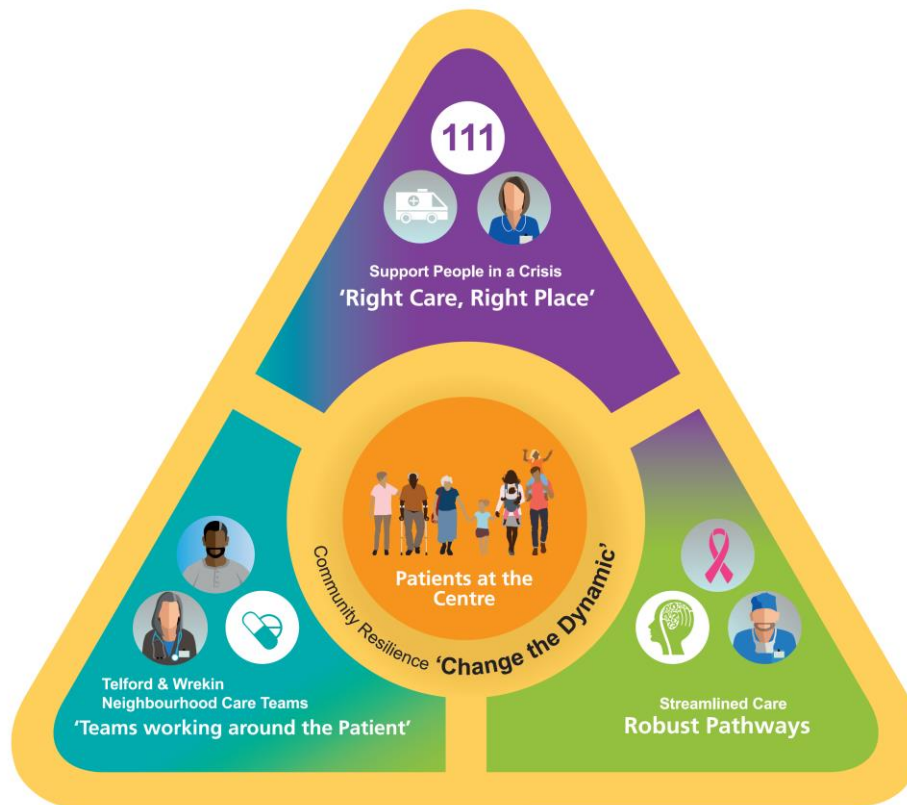 111
Support People in a Crisis
‘Right Care, Right Place’
Patients at the
Centre
Community Resilience ‘Change the Dynamic’
Telford & Wrekin
Neighbourhood Care Teams
‘Teams working around the Patient’
Streamlined Care
Robust Pathways